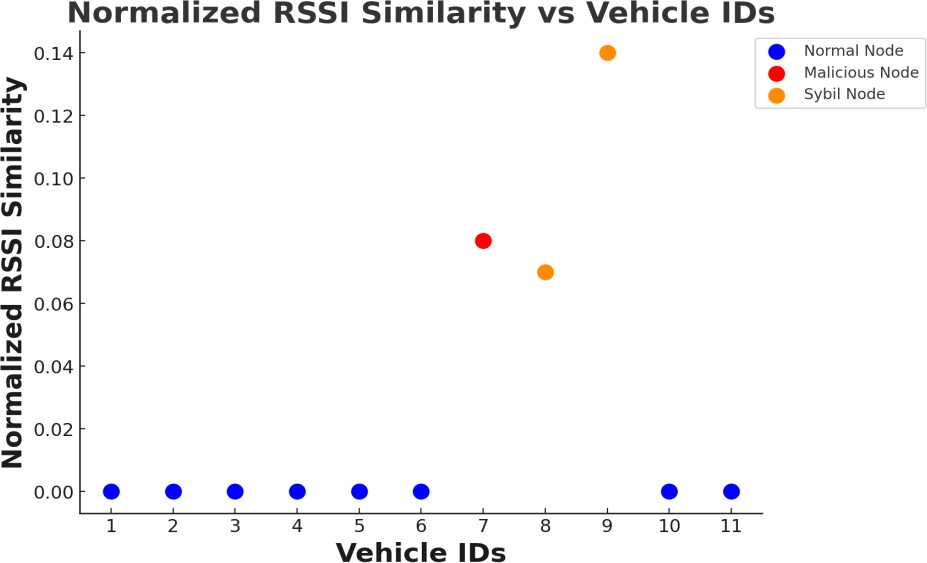 Normalized RSSI Similarity vs Vehicle IDs
Normalized RSSI Similarity
0.14
0.12
0.10
0.08
0.06
0.04
0.02
0.00
1 2 3 4 5 6 7 8 9 10 11
Vehicle IDs
Normal Node
Malicious Node
Sybil Node